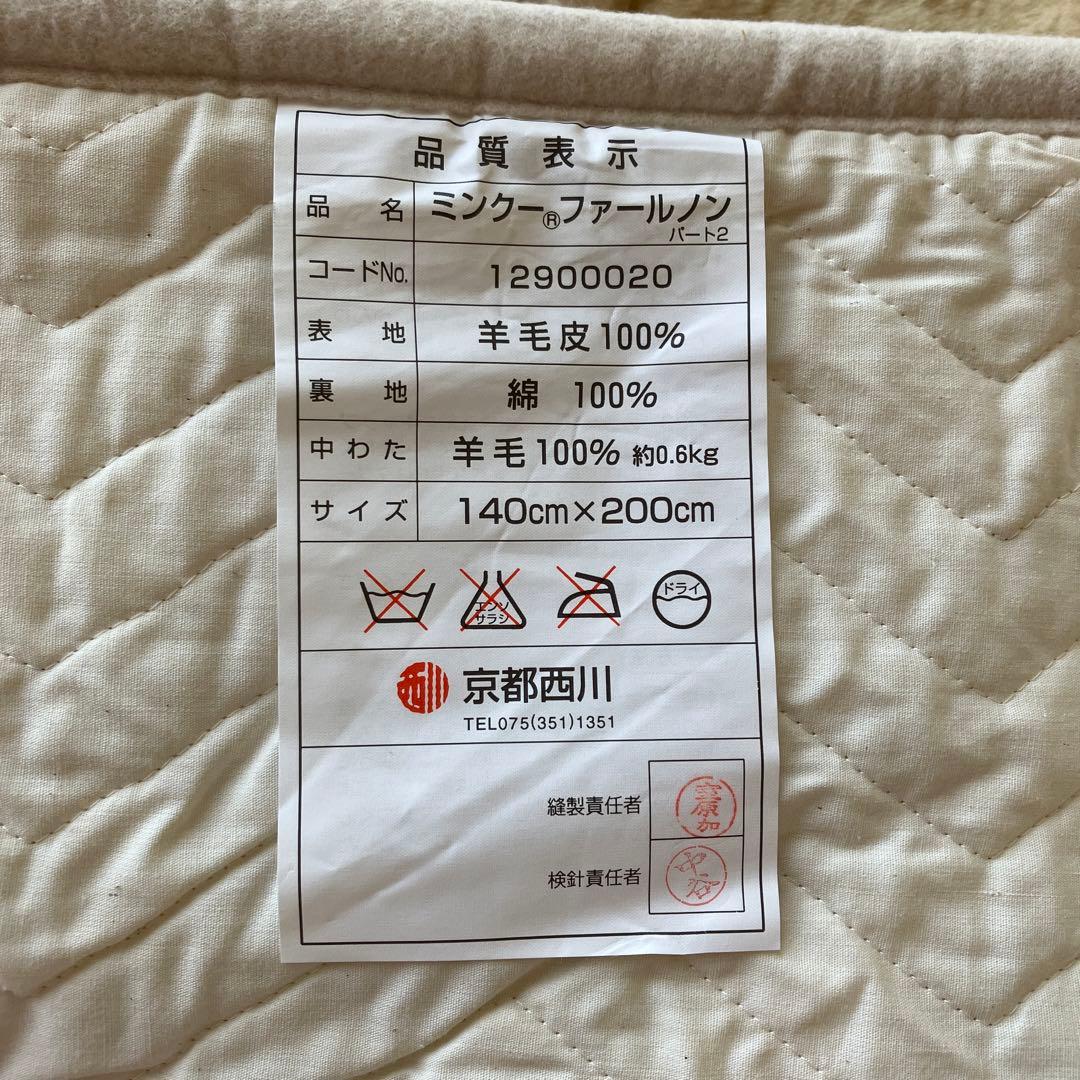 品質表示
品名 ミンクー®ファールノン
パート2
コードNo. 12900020
表地 羊毛皮100%
裏地 綿 100%
中わた 羊毛100% 約0.6kg
サイズ 140cm×200cm
エンソ
サラシ
ドライ
西川 京都西川
TEL075(351)1351
縫製責任者
検針責任者